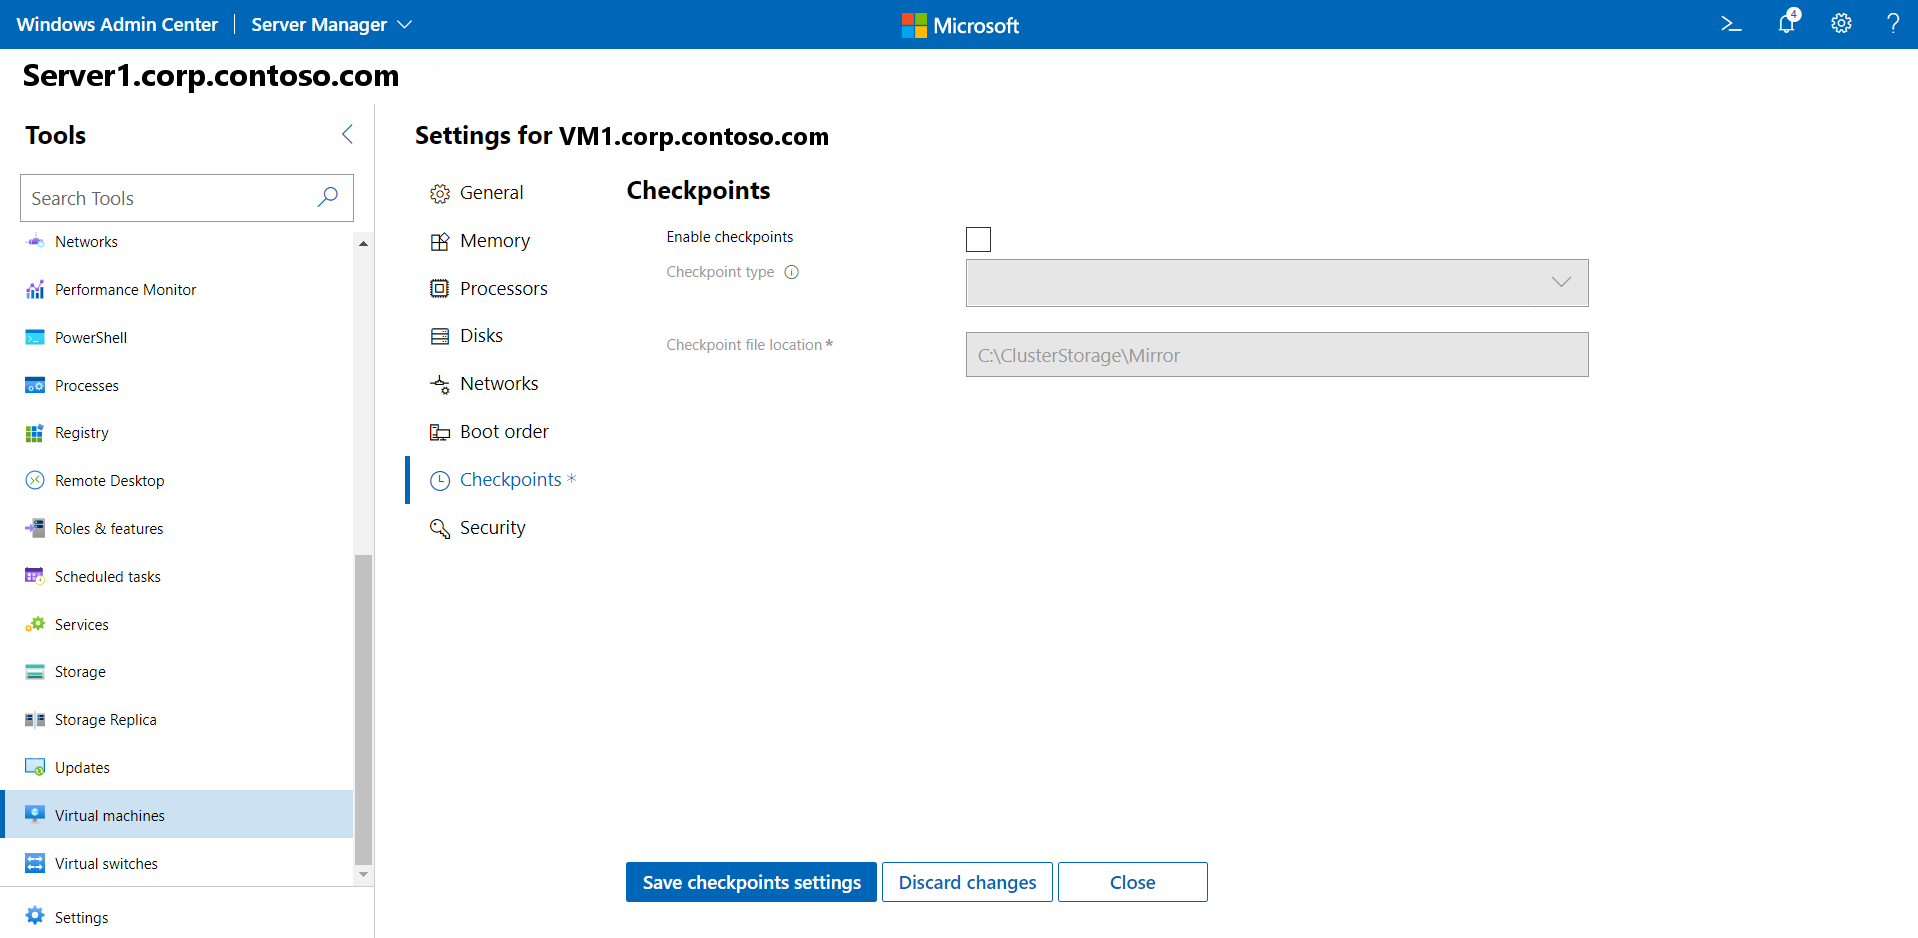 Windows Admin Center
Server Manager
Microsoft
4
Server1.corp.contoso.com
Tools
Search Tools
Networks
Performance Monitor
PowerShell
Processes
Registry
Remote Desktop
Roles & features
Scheduled tasks
Services
Storage
Storage Replica
Updates
Virtual machines
Virtual switches
Settings
Settings for VM1.corp.contoso.com
General
Memory
Processors
Disks
Networks
Boot order
Checkpoints *
Security
Checkpoints
Enable checkpoints
Checkpoint type
Checkpoint file location *
C:\ClusterStorage\Mirror
Save checkpoints settings
Discard changes
Close